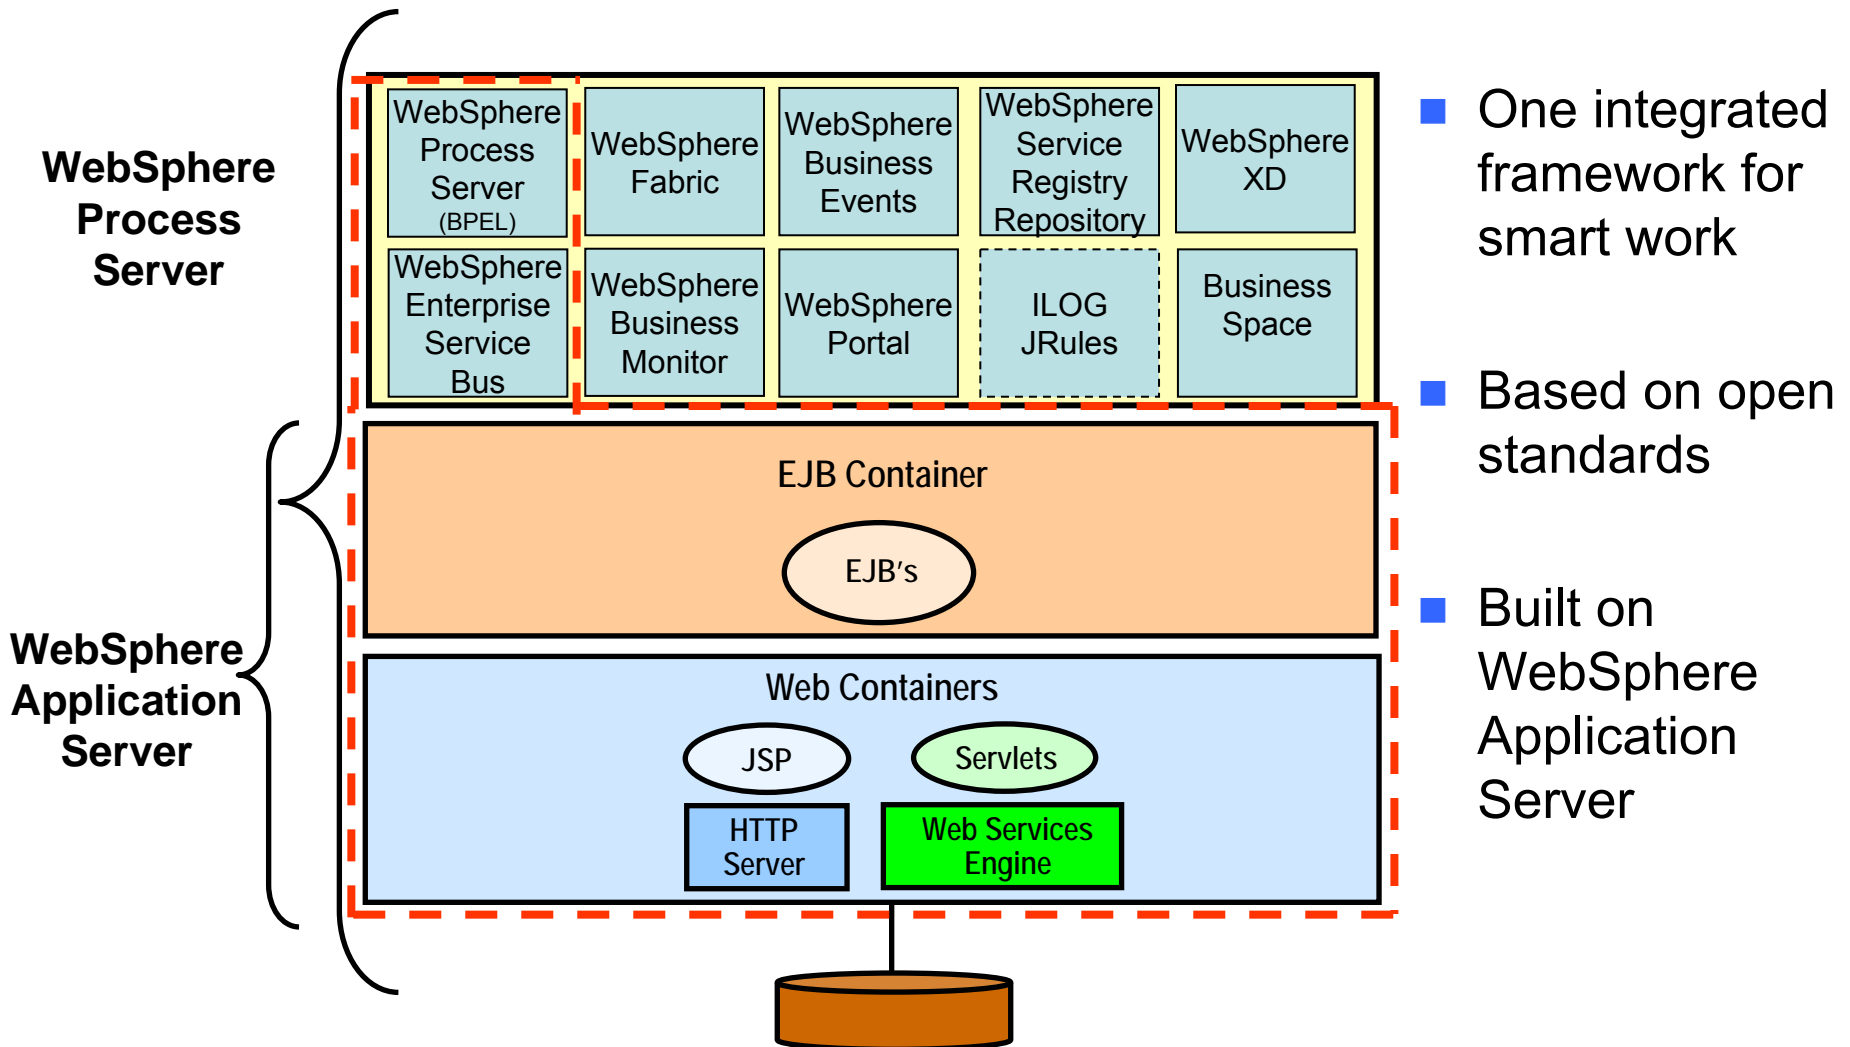 WebSphere
Process
Server
WebSphere
Application
Server
WebSphere
Process
Server
(BPEL)
WebSphere
Fabric
WebSphere
Business
Events
WebSphere
Service
Registry
Repository
WebSphere
XD
WebSphere
Enterprise
Service
Bus
WebSphere
Business
Monitor
WebSphere
Portal
ILOG
JRules
Business
Space
EJB Container
EJB's
Web Containers
JSP
Servlets
HTTP
Server
Web Services
Engine
One integrated
framework for
smart work
Based on open
standards
Built on
WebSphere
Application
Server